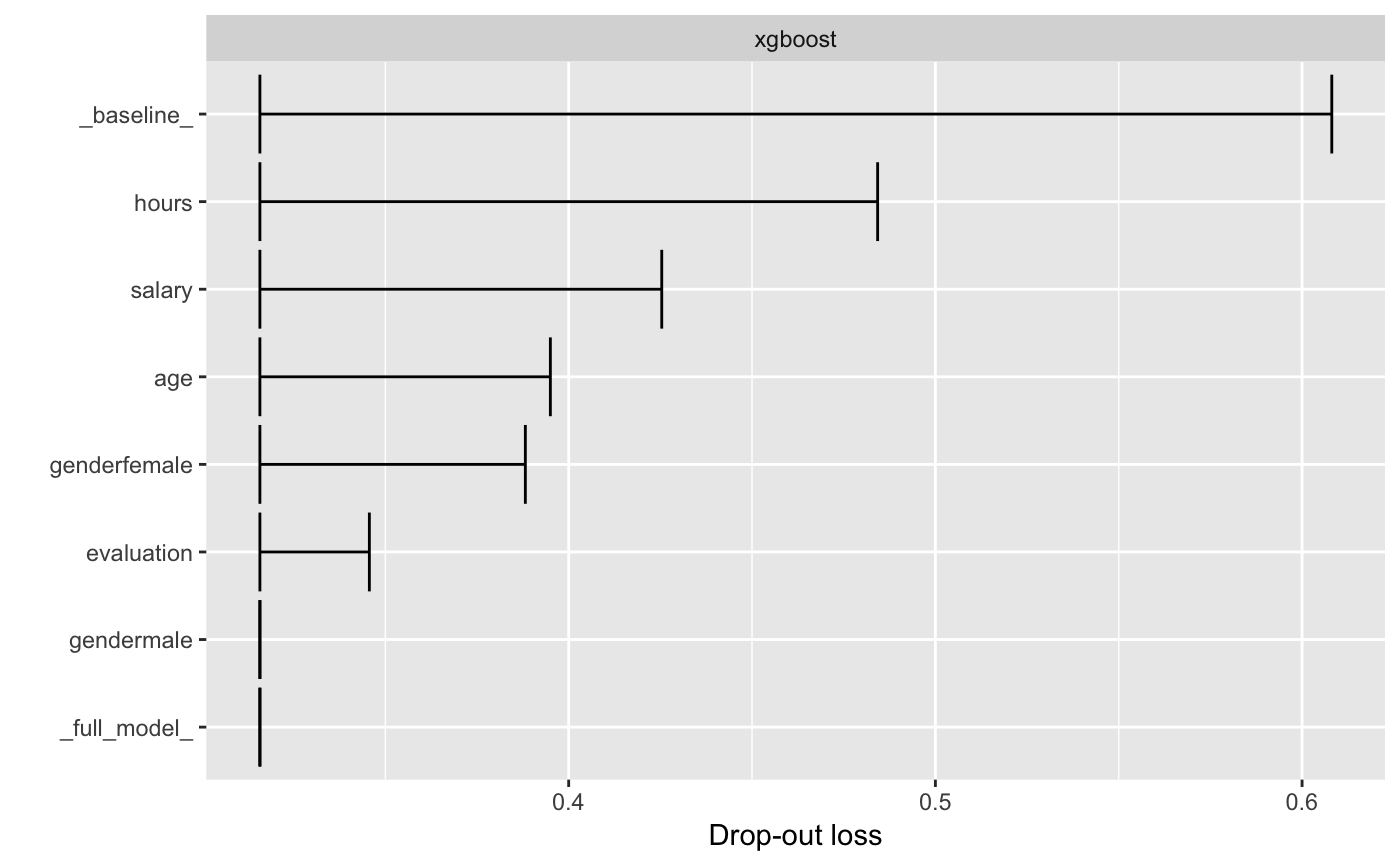 xgboost
_baseline_
hours
salary
age
genderfemale
evaluation
gendermale
_full_model_
0.4 0.5 0.6
Drop-out loss